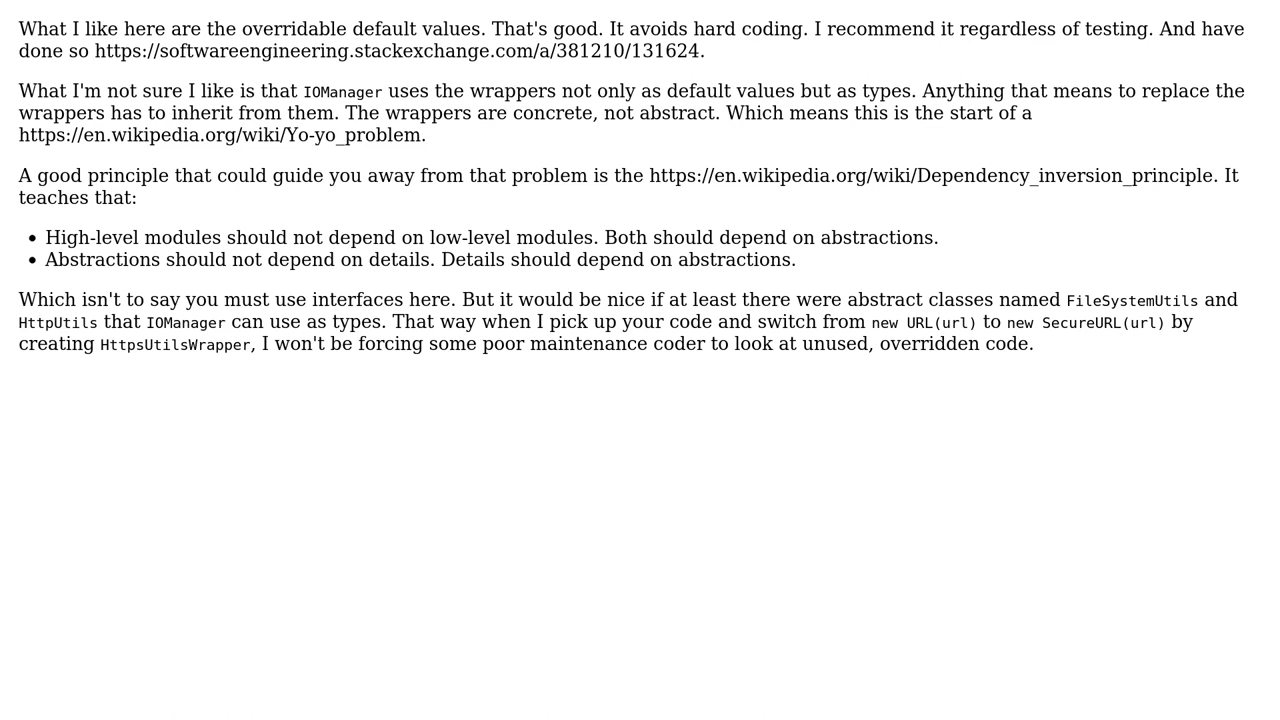 What I like here are the overridable default values. That's good. It avoids hard coding. I recommend it regardless of testing. And have
done so https://softwareengineering.stackexchange.com/a/381210/131624.
What I'm not sure I like is that IOManager uses the wrappers not only as default values but as types. Anything that means to replace the
wrappers has to inherit from them. The wrappers are concrete, not abstract. Which means this is the start of a
https://en.wikipedia.org/wiki/Yo-yo_problem.
A good principle that could guide you away from that problem is the https://en.wikipedia.org/wiki/Dependency_inversion_principle. It
teaches that:
• High-level modules should not depend on low-level modules. Both should depend on abstractions.
• Abstractions should not depend on details. Details should depend on abstractions.
Which isn't to say you must use interfaces here. But it would be nice if at least there were abstract classes named FileSystemUtils and
HttpUtils that IOManager can use as types. That way when I pick up your code and switch from new URL(url) to new SecureURL(url) by
creating HttpsUtilsWrapper, I won't be forcing some poor maintenance coder to look at unused, overridden code.